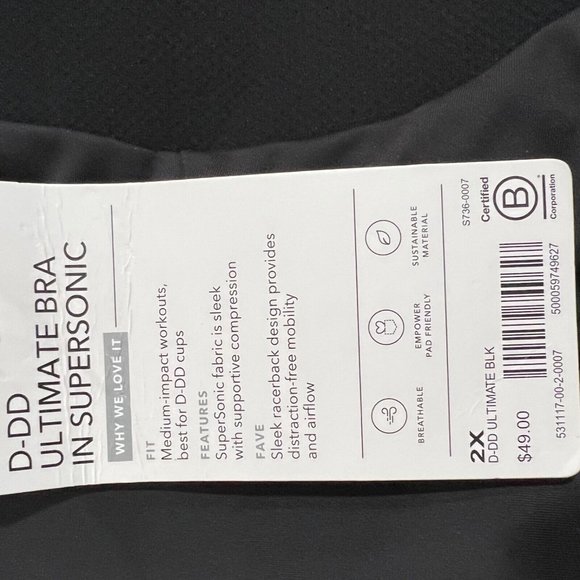 D-DD
ULTIMATE BRA
IN SUPERSONIC
WHY WE LOVE IT
FIT
Medium-impact workouts,
best for D-DD cups
FEATURES
SuperSonic fabric is sleek
with supportive compression
FAVE
Sleek racerback design provides
distraction-free mobility
and airflow
BREATHABLE
EMPOWER
PAD FRIENDLY
SUSTAINABLE
MATERIAL
2X
D-DD ULTIMATE BLK
$49.00
S736-0007
Certified
B
Corporation
500059749627
531117-00-2-0007